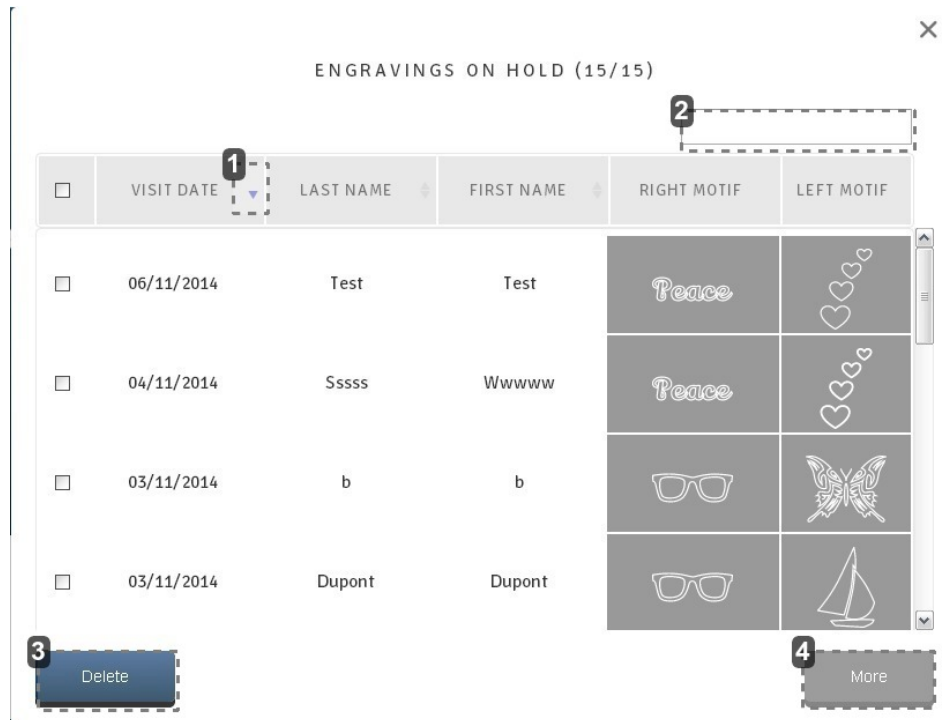 ENGRAVINGS ON HOLD (15/15)
2
1
VISIT DATE LAST NAME FIRST NAME RIGHT MOTIF LEFT MOTIF
06/11/2014 Test Test Peace
04/11/2014 Sssss Wwwww Peace
03/11/2014 b b
03/11/2014 Dupont Dupont
3 4
Delete More